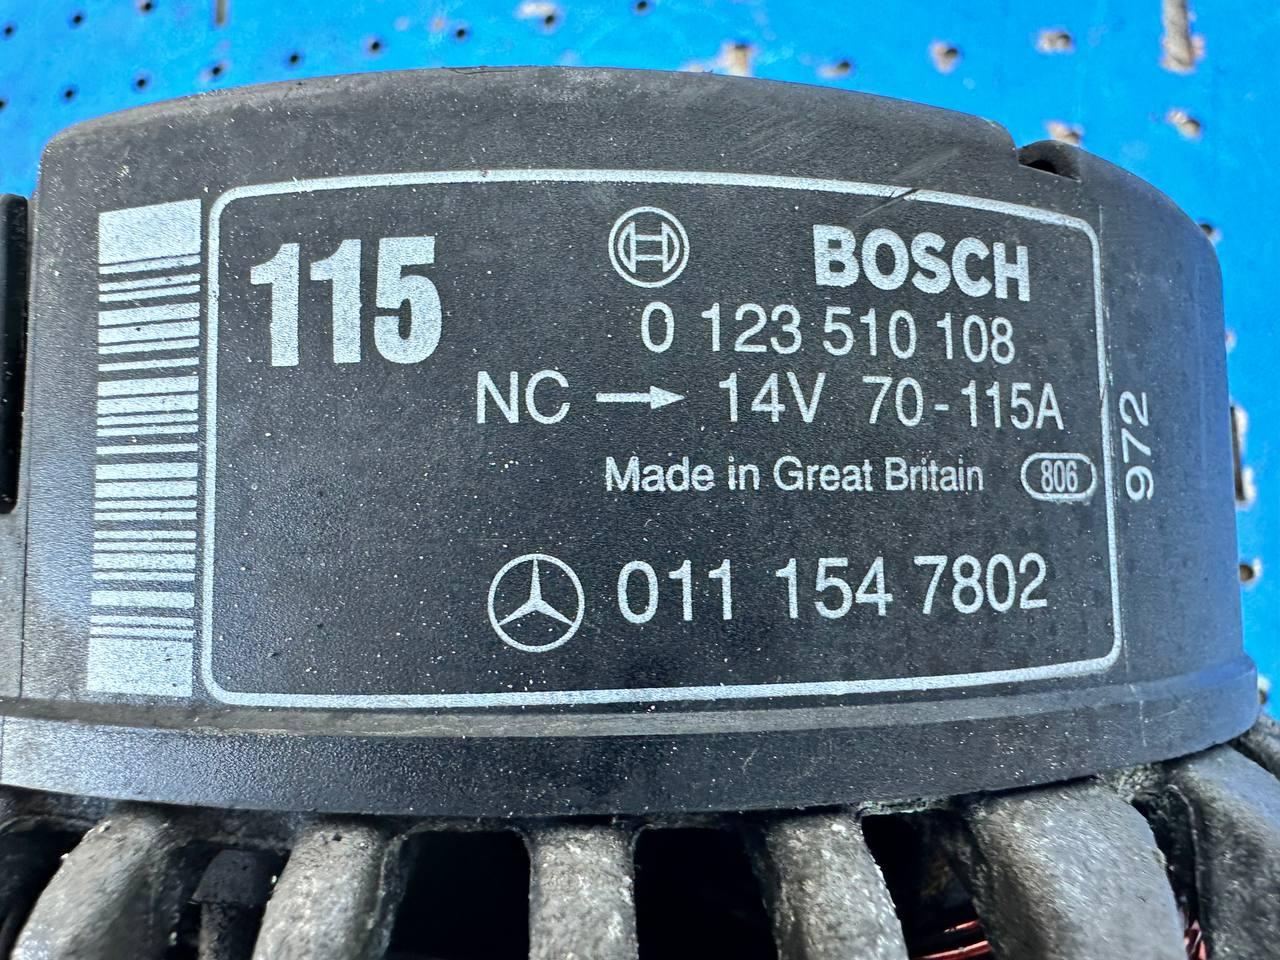 115
BOSCH
0 123 510 108
NC → 14V 70-115A
Made in Great Britain 806
972
011 154 7802